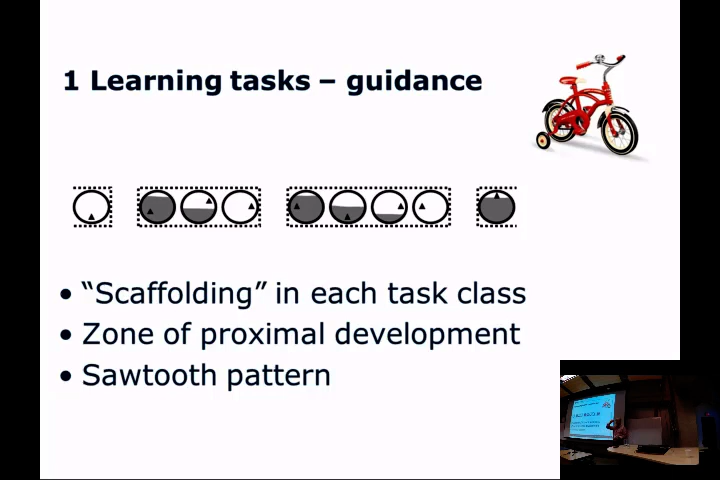 1 Learning tasks – guidance
• “Scaffolding” in each task class
• Zone of proximal development
• Sawtooth pattern